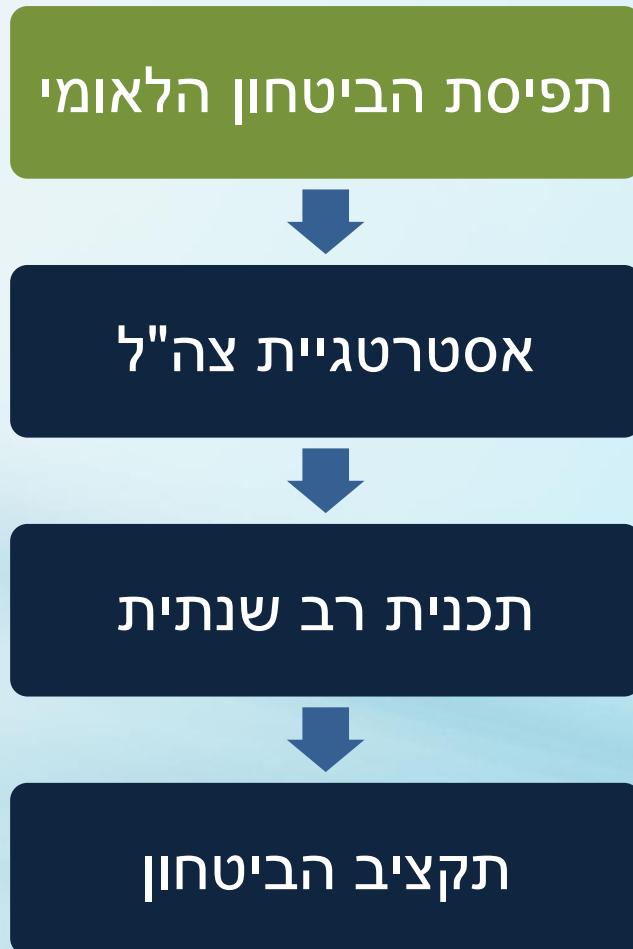 תפיסת הביטחון הלאומי
אסטרטגיית צה"ל
תכנית רב שנתית
תקציב הביטחון